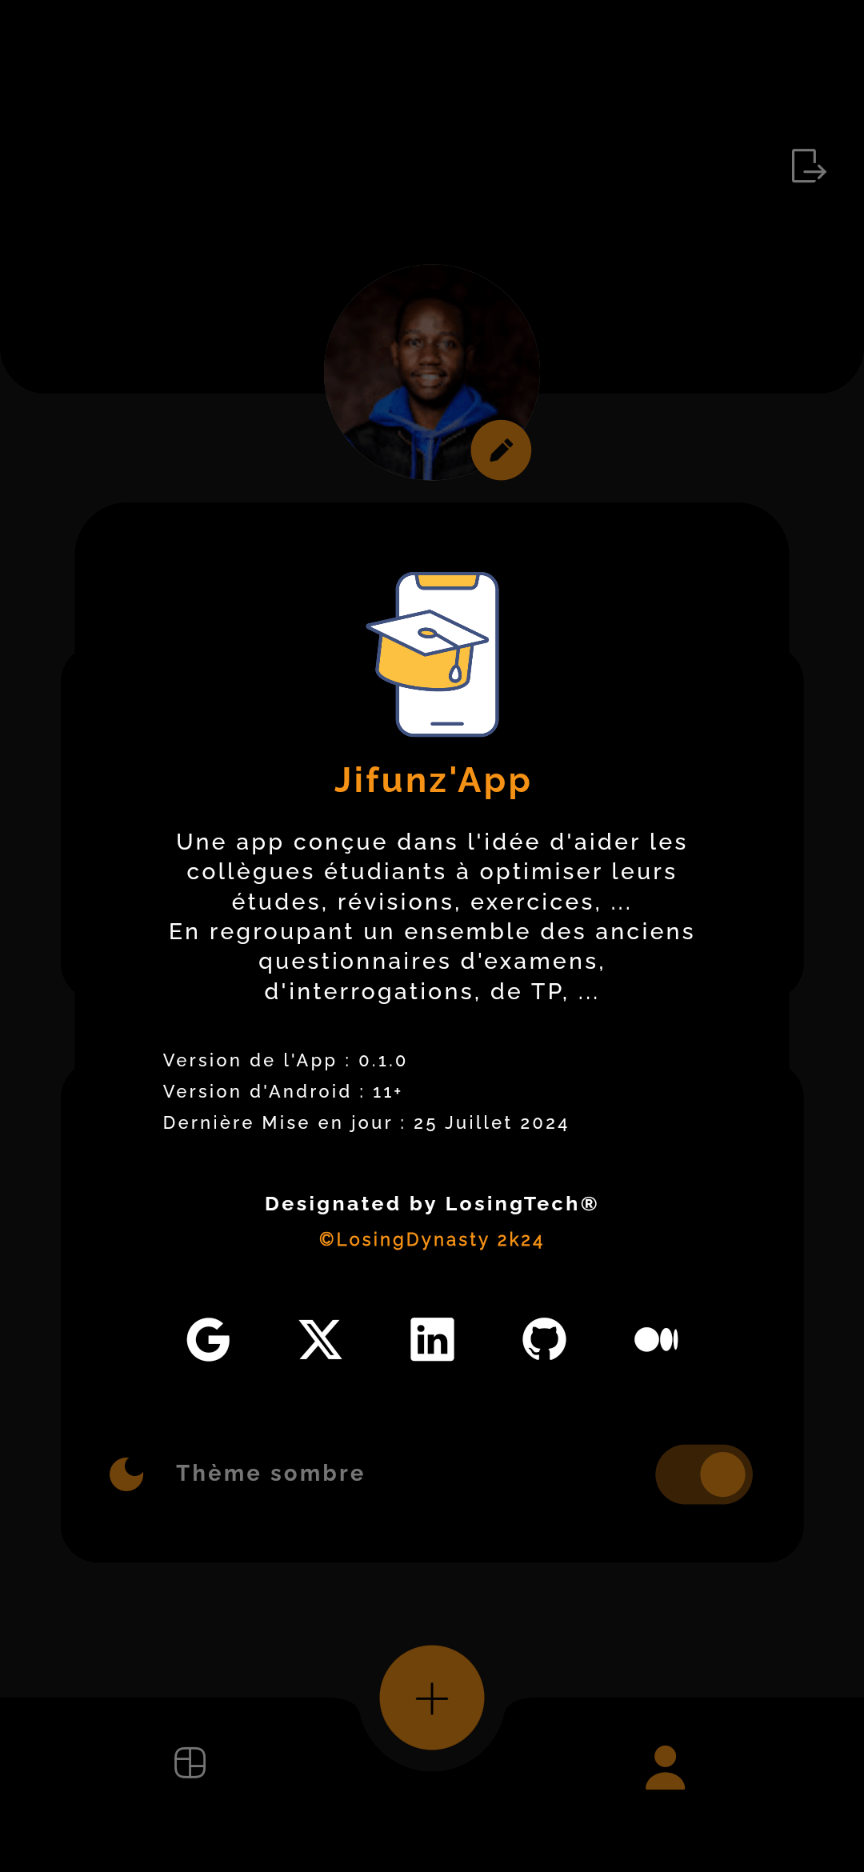 Jifunz'App
Une app conçue dans l'idée d'aider les
collègues étudiants à optimiser leurs
études, révisions, exercices, ...
En regroupant un ensemble des anciens
questionnaires d'examens,
d'interrogations, de TP, ...
Version de l'App : 0.1.0
Version d'Android : 11+
Dernière Mise en jour : 25 Juillet 2024
Designated by LosingTech®
©LosingDynasty 2k24
Thème sombre